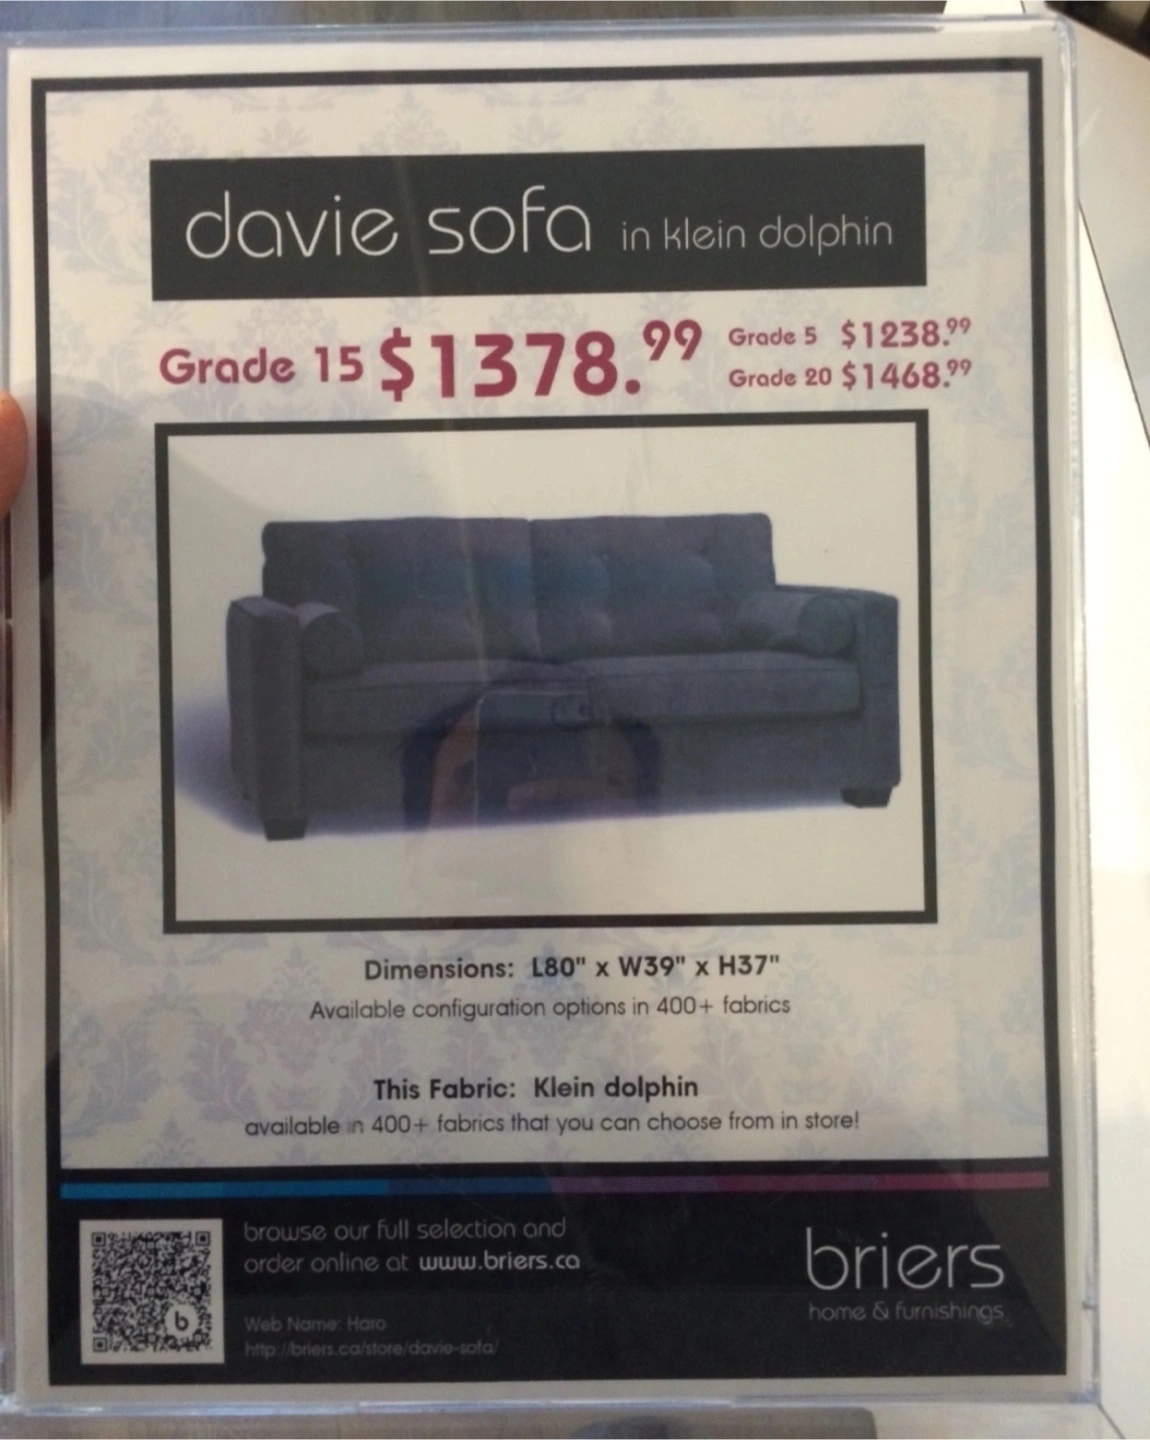 davie sofa in klein dolphin
Grade 15 $1378.99
Grade 5 $1238.99
Grade 20 $1468.99
Dimensions: L80" x W39" x H37"
Available configuration options in 400+ fabrics
This Fabric: Klein dolphin
available in 400+ fabrics that you can choose from in store!
browse our full selection and
order online at www.briers.ca
Web Name: Haro
http://briers.ca/store/davie-sofa/
b
briers
home & furnishings